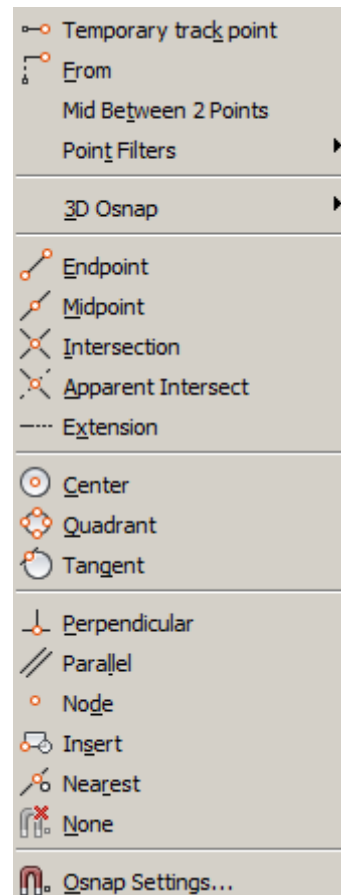 Temporary track point
From
Mid Between 2 Points
Point Filters
3D Osnap
Endpoint
Midpoint
Intersection
Apparent Intersect
Extension
Center
Quadrant
Tangent
Perpendicular
Parallel
Node
Insert
Nearest
None
Osnap Settings...